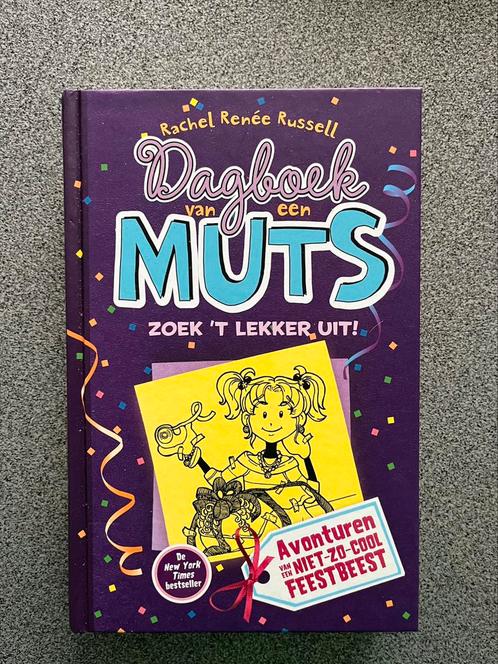 Rachel Renée Russell
Dagboek
van een
MUTS
ZOEK 'T LEKKER UIT!
Avonturen
VAN EEN NIET-ZO-COOL
FEESTBEEST
De
New York
Times
bestseller